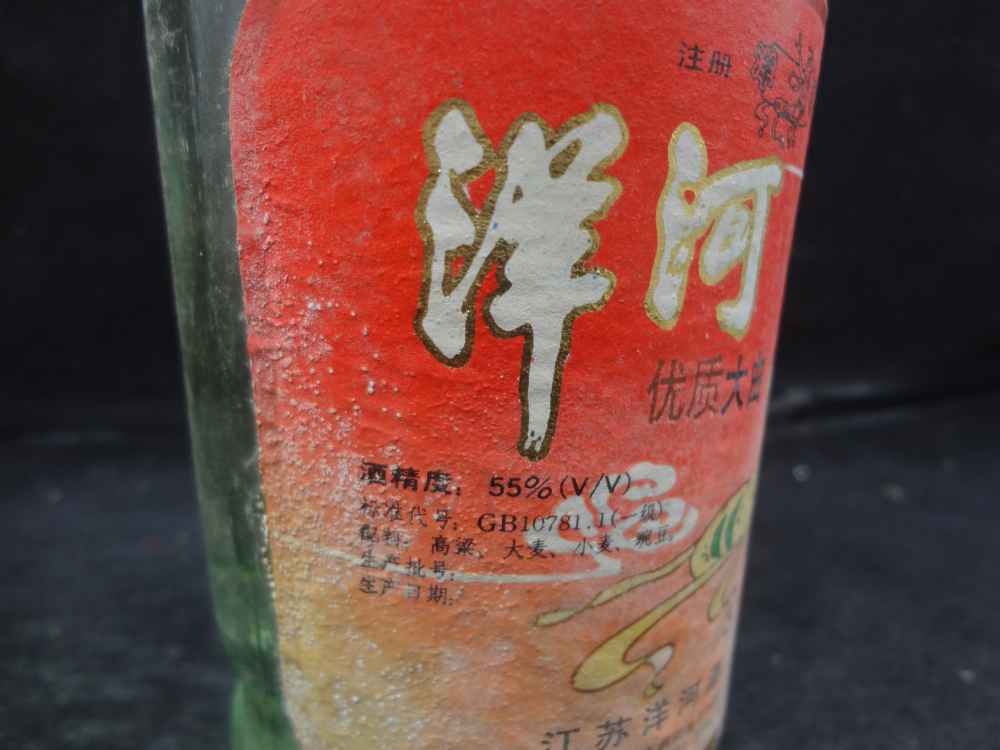 注册
洋河
优质大曲
酒精度：55%(V/V)
标准代号：GB10781.1(一级)
配料：高粱、大麦、小麦、豌豆。
生产批号：
生产日期：
江苏洋河